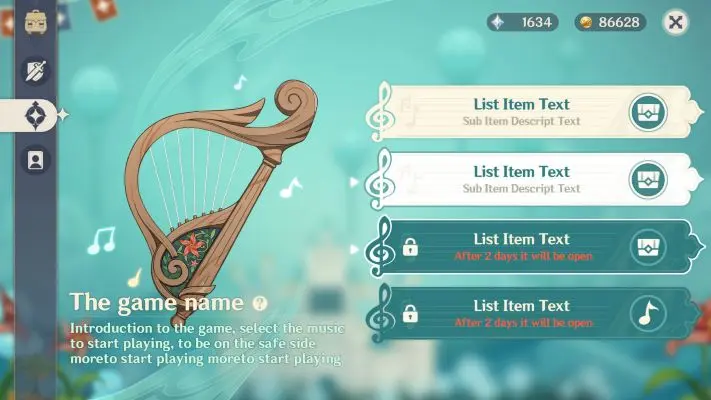 1634
86628
List Item Text
Sub Item Descript Text
List Item Text
Sub Item Descript Text
List Item Text
After 2 days it will be open
List Item Text
After 2 days it will be open
The game name ?
Introduction to the game, select the music
to start playing, to be on the safe side
moreto start playing moreto start playing